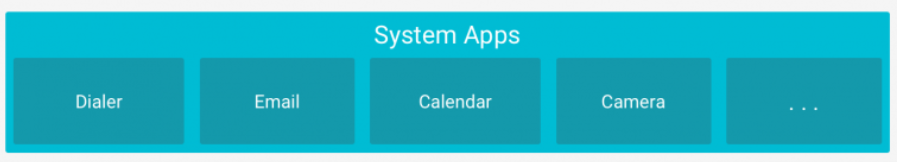 System Apps
Dialer Email Calendar Camera . . .